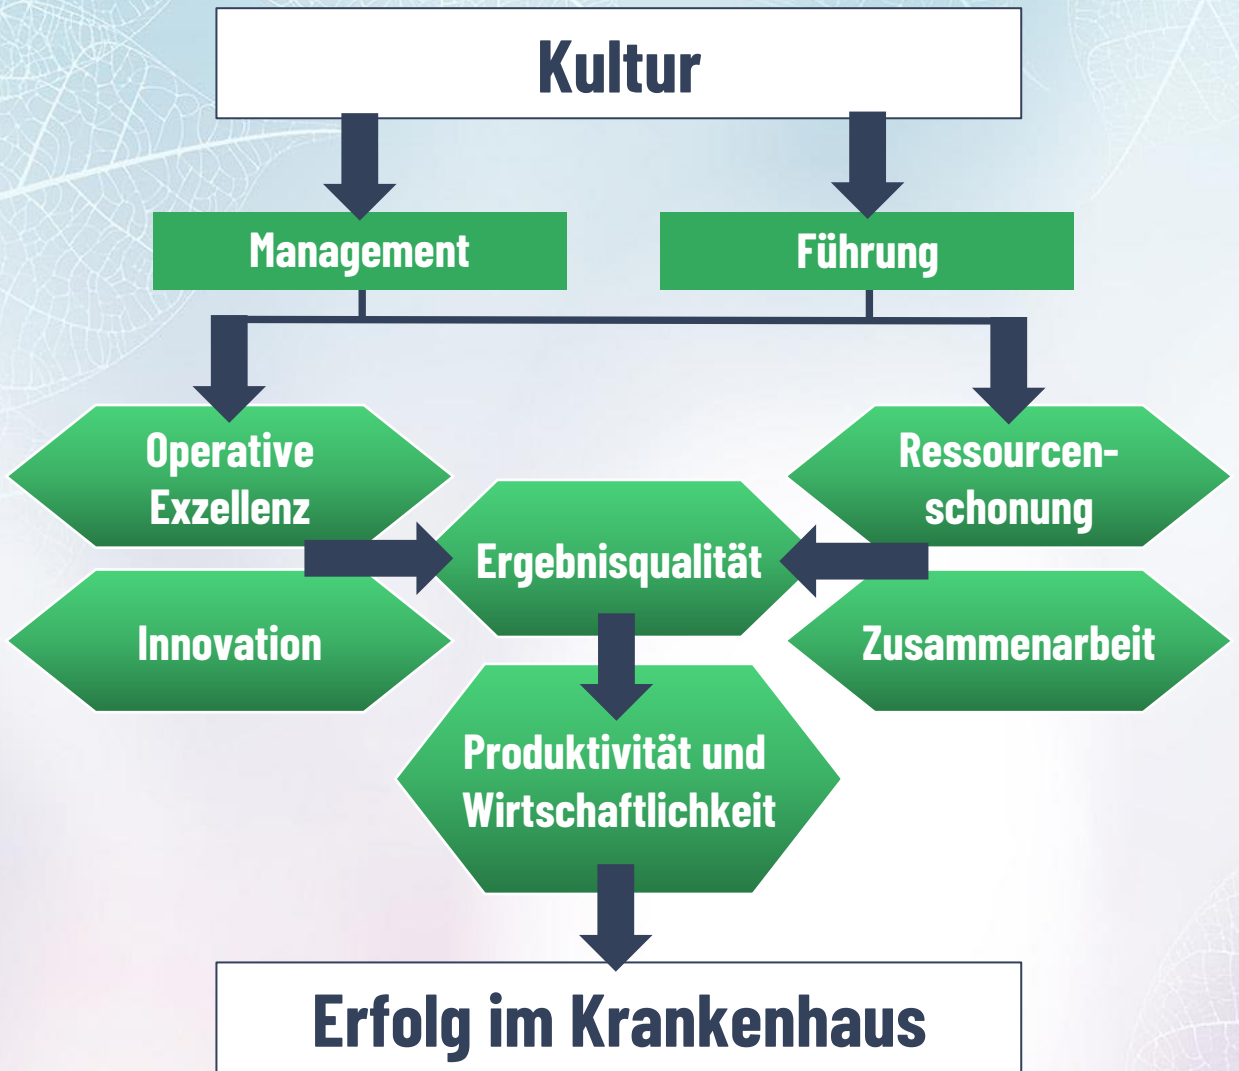 Kultur
Management
Führung
Operative
Exzellenz
Ressourcen-
schonung
Ergebnisqualität
Innovation
Zusammenarbeit
Produktivität und
Wirtschaftlichkeit
Erfolg im Krankenhaus